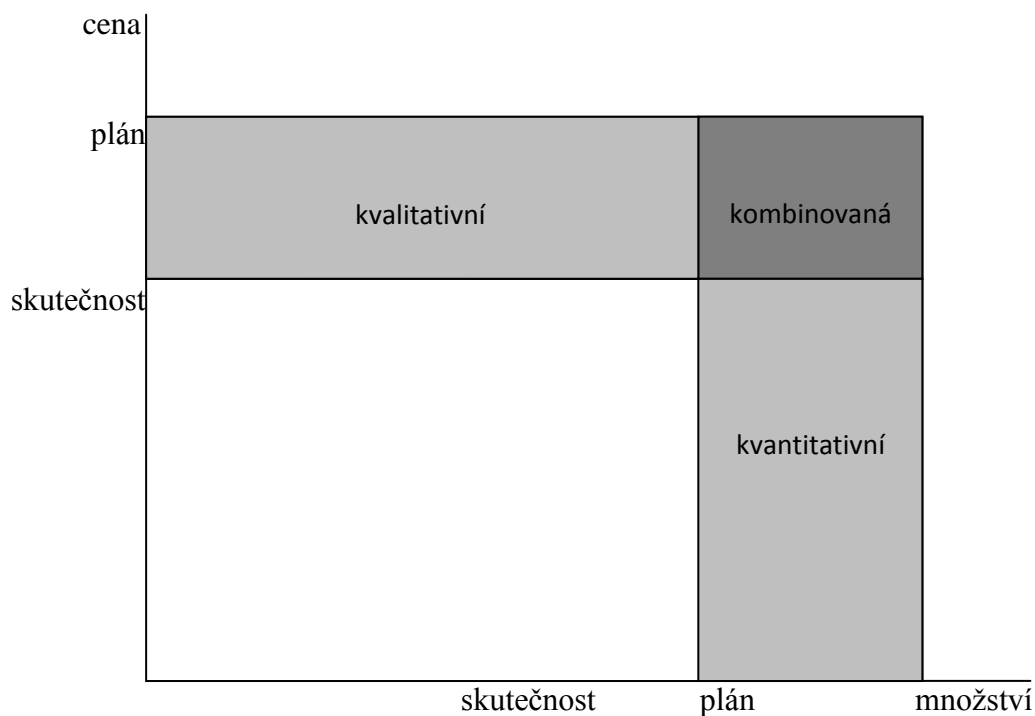 cena
plán
kvalitativní
kombinovaná
skutečnost
kvantitativní
skutečnost
plán
množství